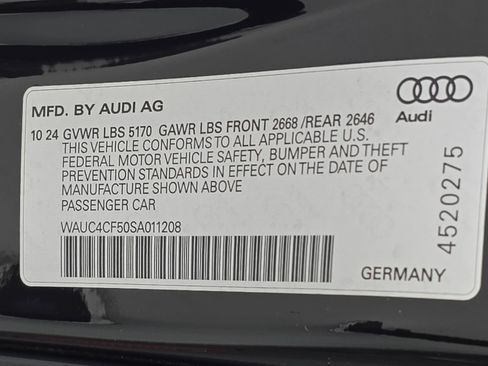 MFD. BY AUDI AG
Audi
10 24 GVWR LBS 5170 GAWR LBS FRONT 2668 /REAR 2646
THIS VEHICLE CONFORMS TO ALL APPLICABLE U.S.
FEDERAL MOTOR VEHICLE SAFETY, BUMPER AND THEFT
PREVENTION STANDARDS IN EFFECT ON THE DATE OF
MANUFACTURE SHOWN ABOVE
PASSENGER CAR
WAUC4CF50SA011208
GERMANY
4520275